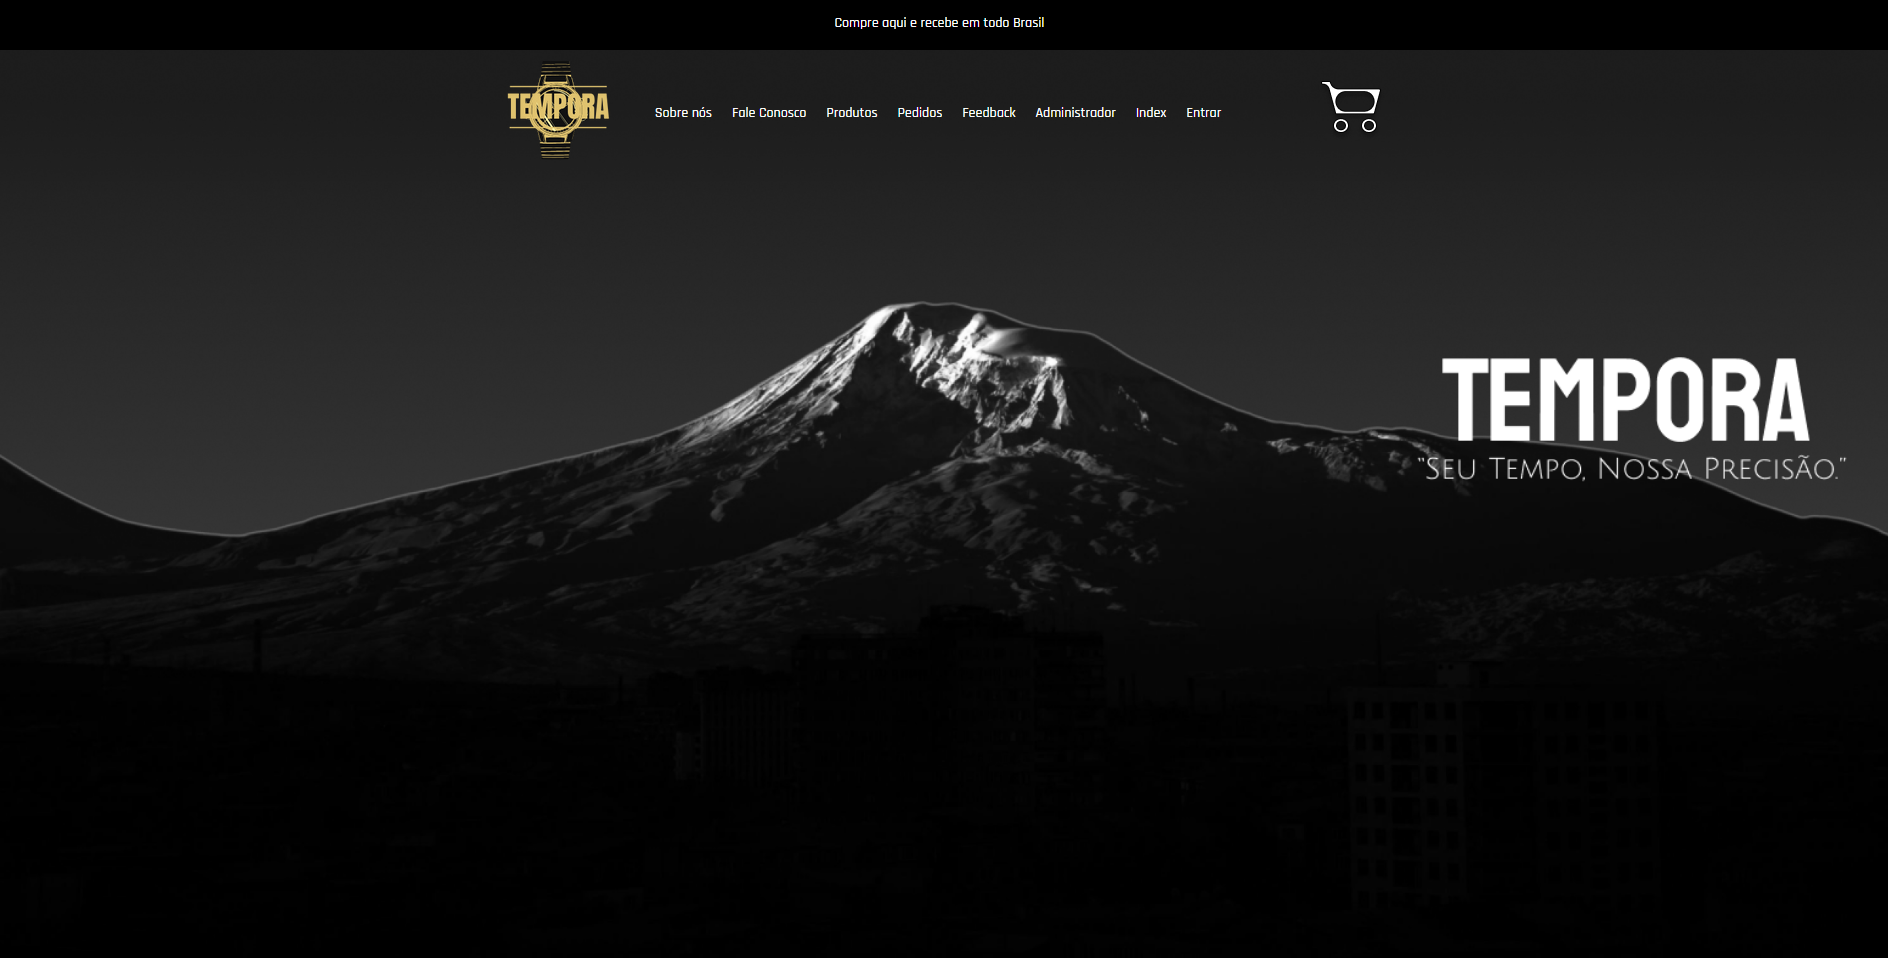 Compre aqui e recebe em todo Brasil
TEMPORA
Sobre nós Fale Conosco Produtos Pedidos Feedback Administrador Index Entrar
TEMPORA
"Seu Tempo, Nossa Precisão."